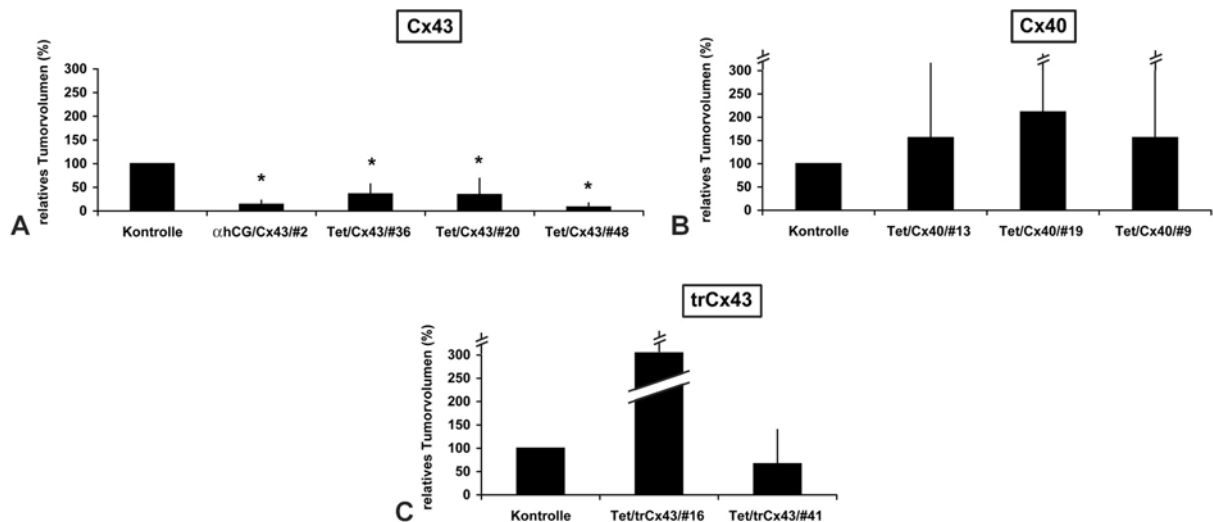 Cx43
relatives Tumorvolumen (%)
300
250
200
150
100
50
0
*
*
*
*
Kontrolle
αhCG/Cx43/#2
Tet/Cx43/#36
Tet/Cx43/#20
Tet/Cx43/#48
A
Cx40
relatives Tumorvolumen (%)
300
250
200
150
100
50
0
Kontrolle
Tet/Cx40/#13
Tet/Cx40/#19
Tet/Cx40/#9
B
trCx43
relatives Tumorvolumen (%)
300
250
200
150
100
50
0
Kontrolle
Tet/trCx43/#16
Tet/trCx43/#41
C